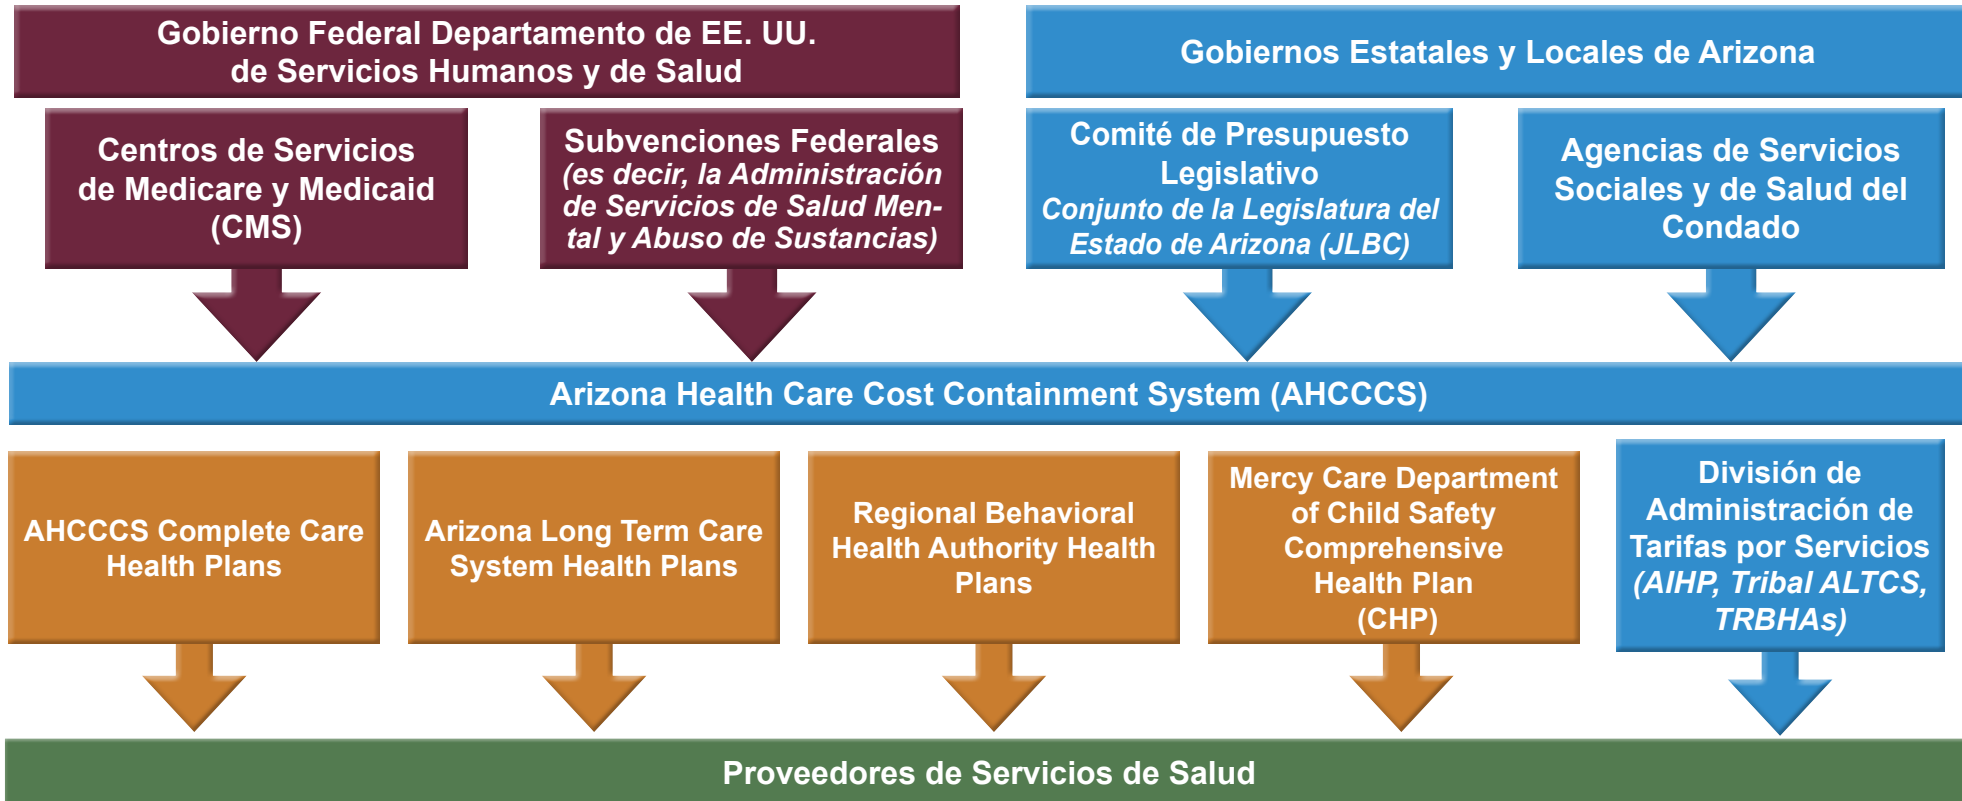 Gobierno Federal Departamento de EE. UU.
de Servicios Humanos y de Salud
Gobiernos Estatales y Locales de Arizona
Centros de Servicios
de Medicare y Medicaid
(CMS)
Subvenciones Federales
(es decir, la Administración
de Servicios de Salud Men-
tal y Abuso de Sustancias)
Comité de Presupuesto
Legislativo
Conjunto de la Legislatura del
Estado de Arizona (JLBC)
Agencias de Servicios
Sociales y de Salud del
Condado
Arizona Health Care Cost Containment System (AHCCCS)
AHCCCS Complete Care
Health Plans
Arizona Long Term Care
System Health Plans
Regional Behavioral
Health Authority Health
Plans
Mercy Care Department
of Child Safety
Comprehensive
Health Plan
(CHP)
División de
Administración de
Tarifas por Servicios
(AIHP, Tribal ALTCS,
TRBHAs)
Proveedores de Servicios de Salud